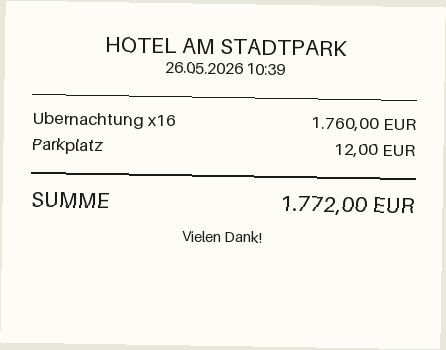 HOTEL AM STADTPARK
26.05.2026 10:39
Ubernachtung x16 1.760,00 EUR
Parkplatz 12,00 EUR
SUMME 1.772,00 EUR
Vielen Dank!